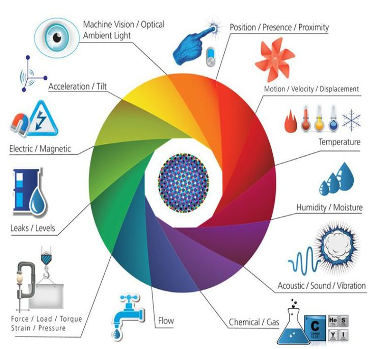 Machine Vision / Optical
Ambient Light
Position / Presence / Proximity
Acceleration / Tilt
Motion / Velocity / Displacement
Electric / Magnetic
Temperature
Humidity / Moisture
Leaks / Levels
Acoustic / Sound / Vibration
Force / Load / Torque
Strain / Pressure
Flow
Chemical / Gas
C
He S
Y I